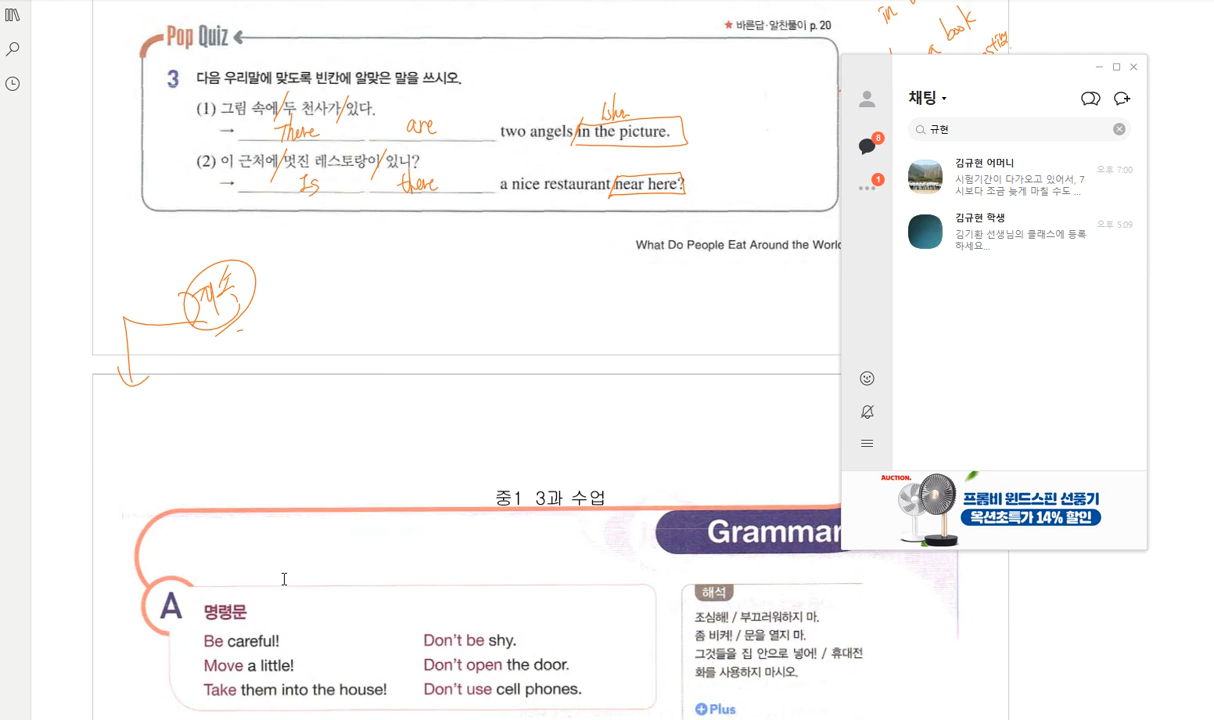 ★ 바른답·알찬풀이 p. 20
Pop Quiz
in
a book
3 다음 우리말에 맞도록 빈칸에 알맞은 말을 쓰시오.
(1) 그림 속에/두 천사가/있다.
→ There are two angels/in the picture.
(2) 이 근처에/멋진 레스토랑이/있니?
→ Is there a nice restaurant/near here?
What Do People Eat Around the World
중1 3과 수업
Grammar
A 명령문
Be careful!
Move a little!
Take them into the house!
Don't be shy.
Don't open the door.
Don't use cell phones.
해석
조심해! / 부끄러워하지 마.
좀 비켜! / 문을 열지 마.
그것들을 집 안으로 넣어! / 휴대전
화를 사용하지 마시오.
Plus
채팅
8
1
규현
김규현 어머니
오후 7:00
시험기간이 다가오고 있어서, 7
시보다 조금 늦게 마칠 수도 ...
김규현 학생
오후 5:09
김기환 선생님의 클래스에 등록
하세요...
AUCTION.
프롬비 윈드스핀 선풍기
옥션초특가 14% 할인